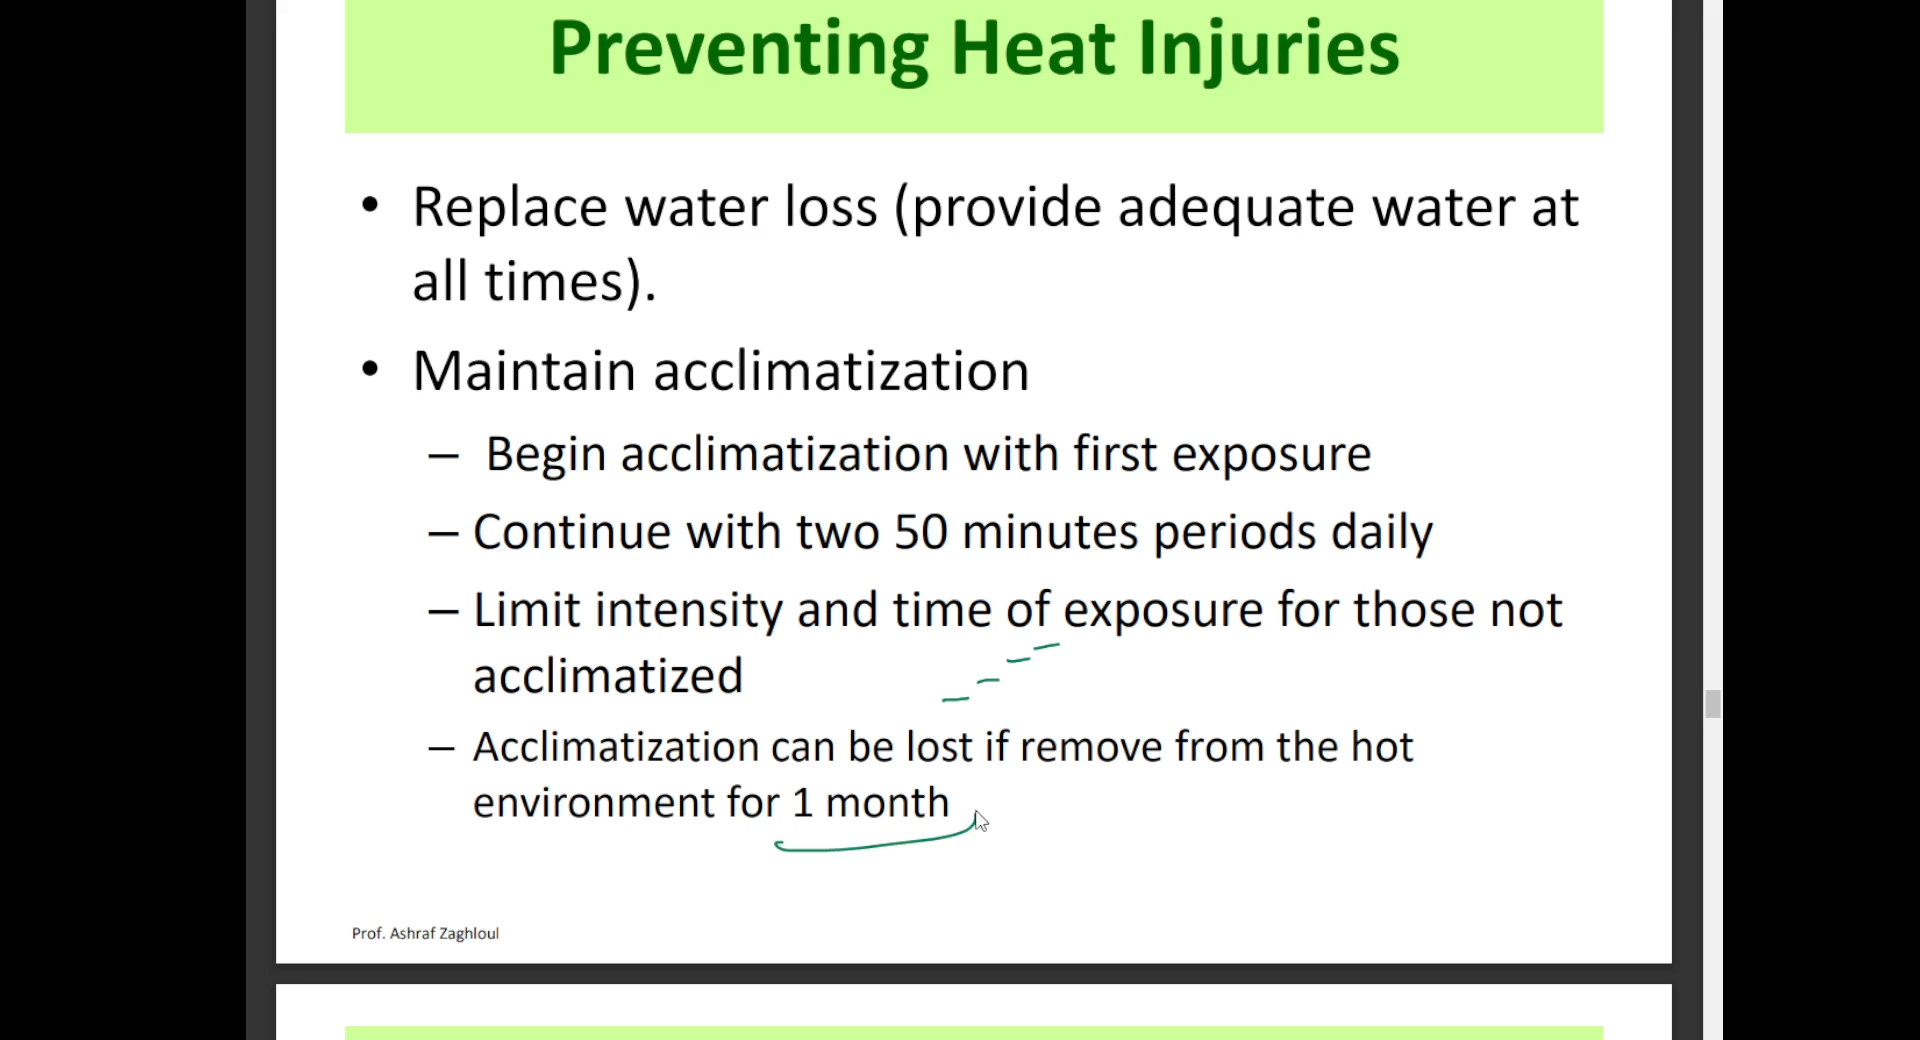 Preventing Heat Injuries
• Replace water loss (provide adequate water at
all times).
• Maintain acclimatization
– Begin acclimatization with first exposure
– Continue with two 50 minutes periods daily
– Limit intensity and time of exposure for those not
acclimatized
– Acclimatization can be lost if remove from the hot
environment for 1 month
Prof. Ashraf Zaghloul